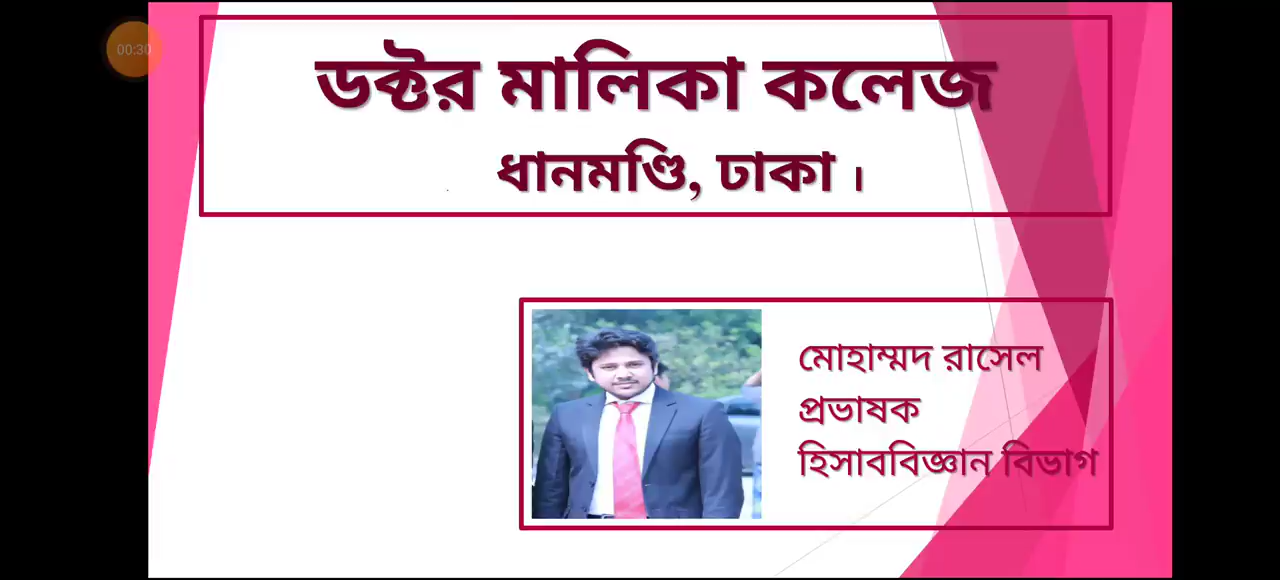 00:30
ডক্টর মালিকা কলেজ
ধানমণ্ডি, ঢাকা।
মোহাম্মদ রাসেল
প্রভাষক
হিসাববিজ্ঞান বিভাগ